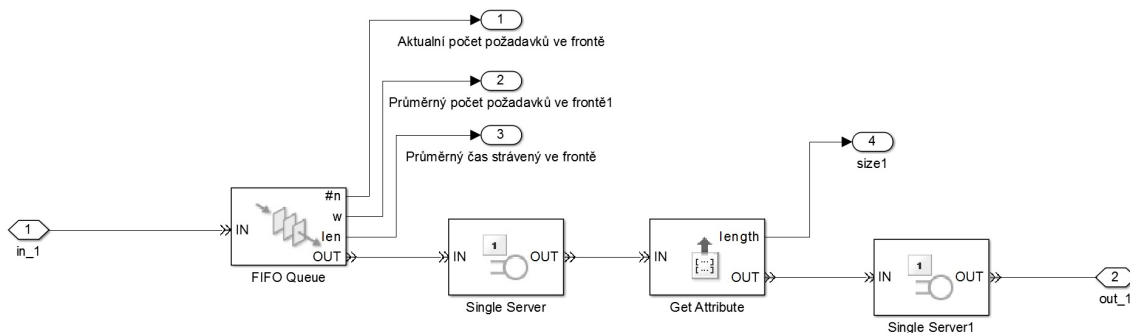 1
Aktualní počet požadavků ve frontě
2
Průměrný počet požadavků ve frontě1
3
Průměrný čas strávený ve frontě
4
size1
1
in_1
IN
#n
w
len
OUT
FIFO Queue
IN
1
OUT
Single Server
length
IN
[...]
OUT
Get Attribute
IN
1
OUT
Single Server1
2
out_1